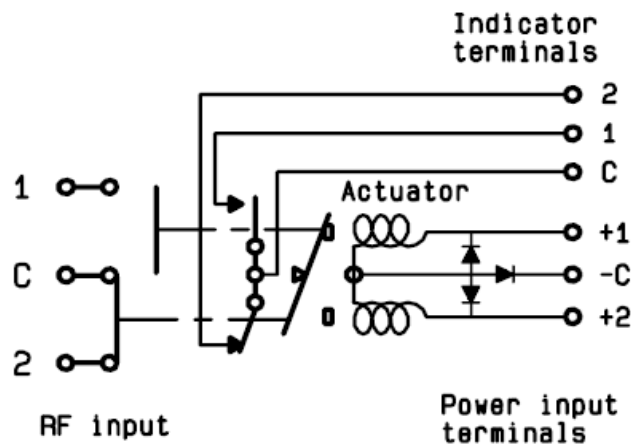 Indicator
terminals
2
1
C
1
Actuator
+1
C
-C
+2
2
RF input
Power input
terminals